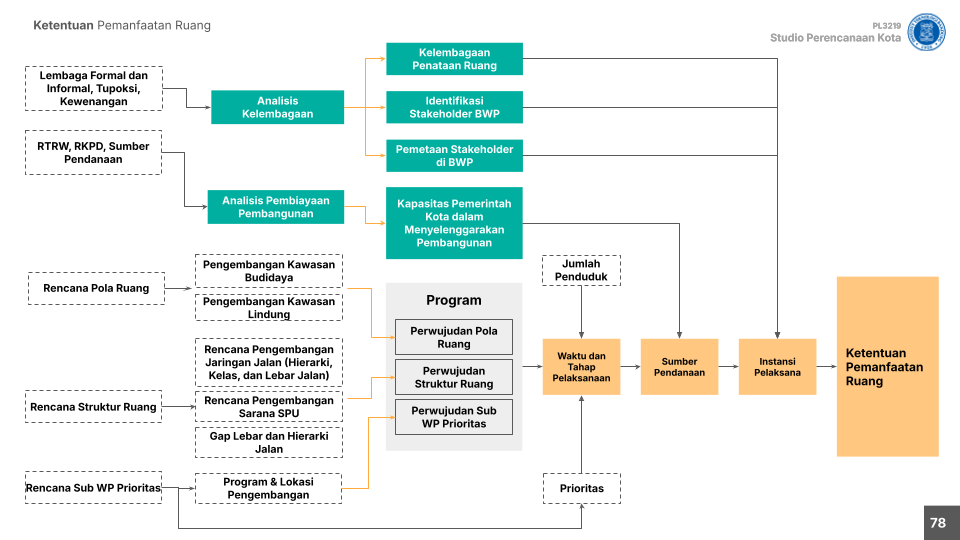 Ketentuan Pemanfaatan Ruang
PL3219
Studio Perencanaan Kota
Lembaga Formal dan
Informal, Tupoksi,
Kewenangan
Analisis
Kelembagaan
Kelembagaan
Penataan Ruang
Identifikasi
Stakeholder BWP
Pemetaan Stakeholder
di BWP
RTRW, RKPD, Sumber
Pendanaan
Analisis Pembiayaan
Pembangunan
Kapasitas Pemerintah
Kota dalam
Menyelenggarakan
Pembangunan
Rencana Pola Ruang
Pengembangan Kawasan
Budidaya
Pengembangan Kawasan
Lindung
Rencana Struktur Ruang
Rencana Pengembangan
Jaringan Jalan (Hierarki,
Kelas, dan Lebar Jalan)
Rencana Pengembangan
Sarana SPU
Gap Lebar dan Hierarki
Jalan
Rencana Sub WP Prioritas
Program & Lokasi
Pengembangan
Program
Perwujudan Pola
Ruang
Perwujudan
Struktur Ruang
Perwujudan Sub
WP Prioritas
Jumlah
Penduduk
Waktu dan
Tahap
Pelaksanaan
Prioritas
Sumber
Pendanaan
Instansi
Pelaksana
Ketentuan
Pemanfaatan
Ruang
78